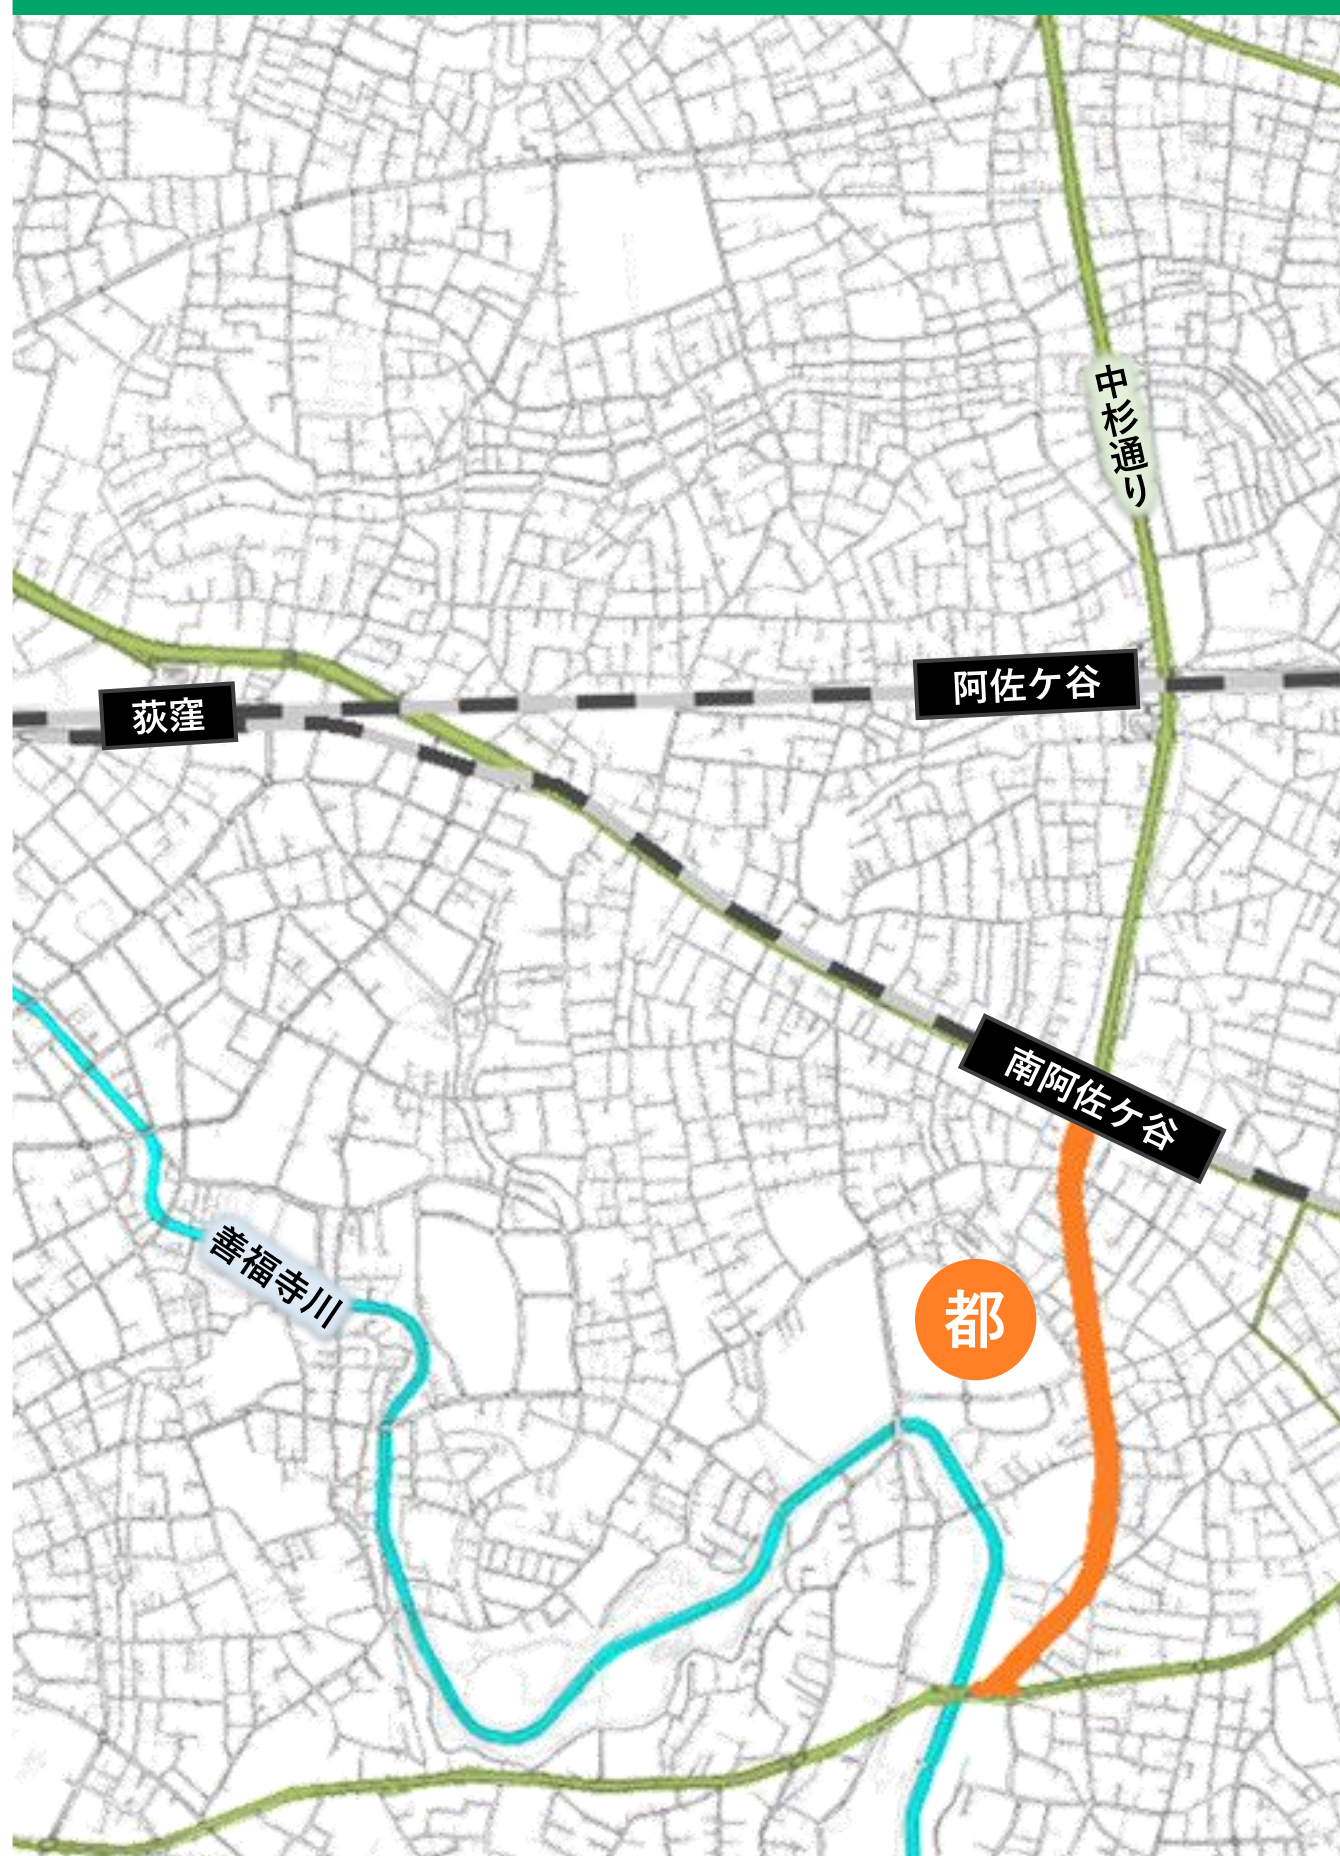 中杉通り
阿佐ケ谷
荻窪
南阿佐ケ谷
善福寺川
都